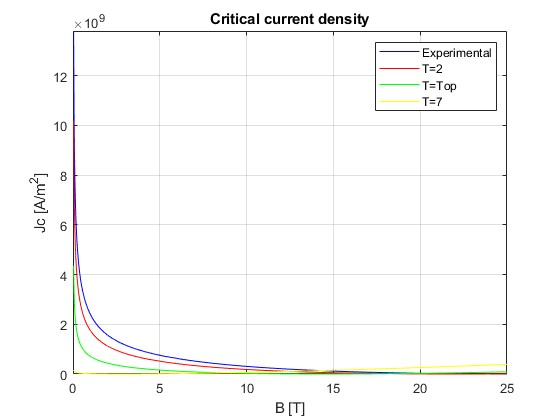 Critical current density
×10⁹
12
10
8
6
4
2
0
Jc [A/m²]
0
5
10
15
20
25
B [T]
Experimental
T=2
T=Top
T=7